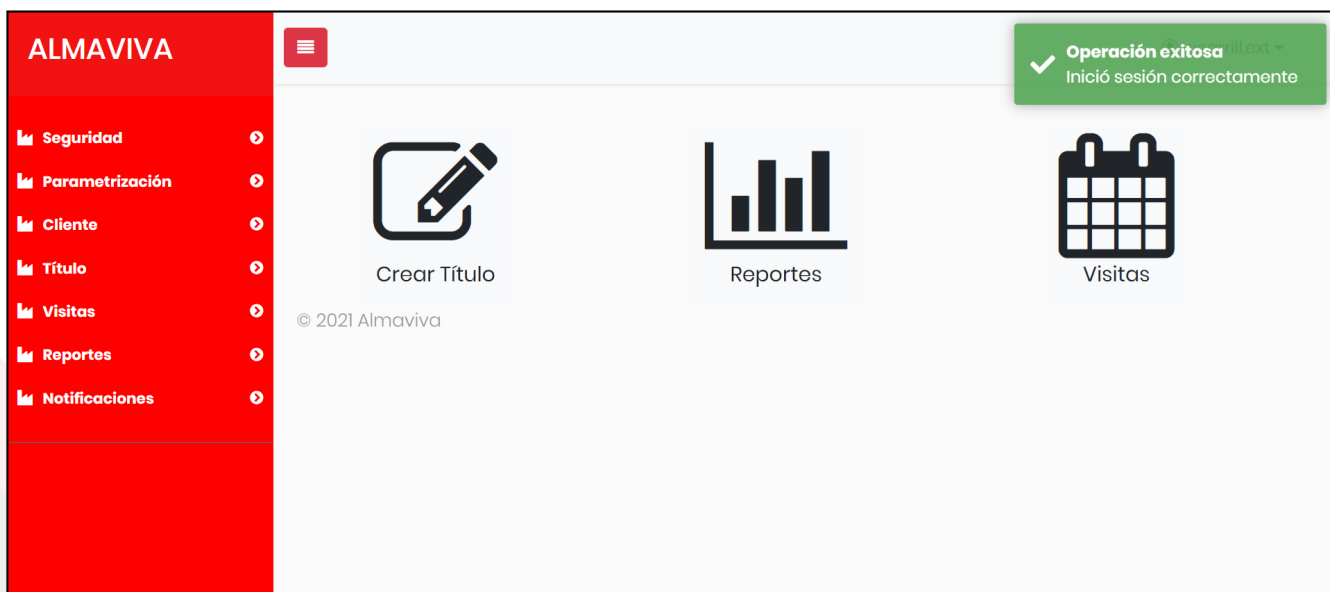 ALMAVIVA
Operación exitosa
Inició sesión correctamente
Seguridad
Parametrización
Cliente
Título
Visitas
Reportes
Notificaciones
Crear Título
Reportes
Visitas
© 2021 Almaviva